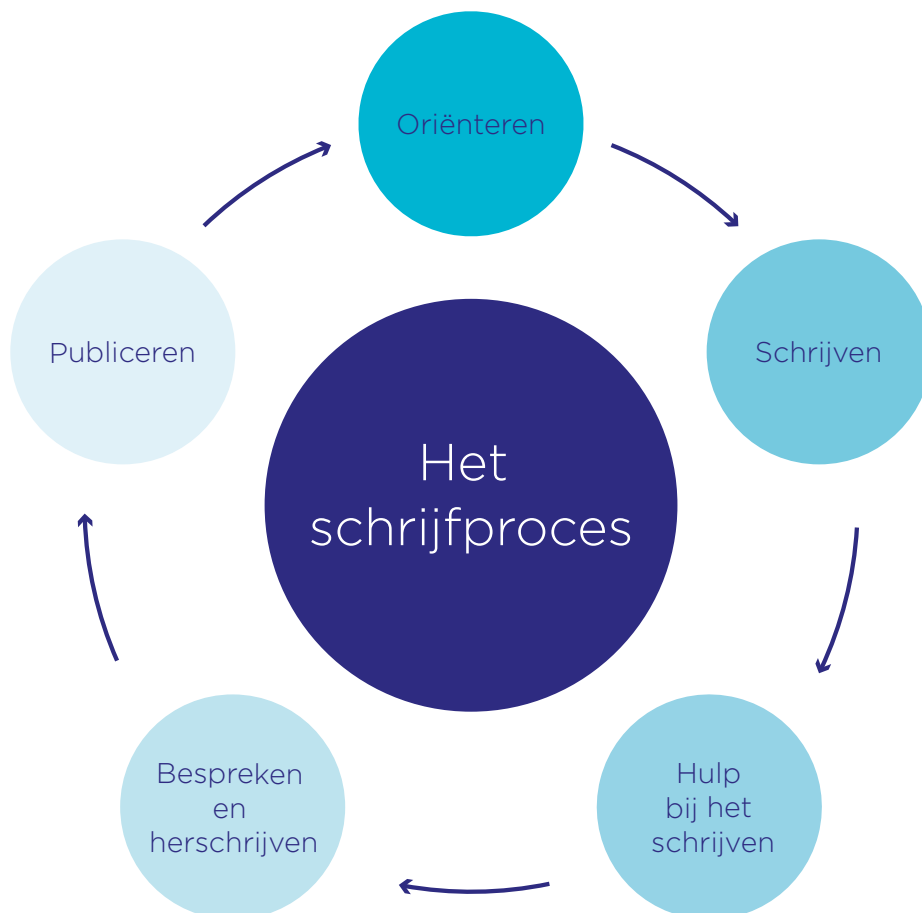 Oriënteren
Publiceren
Schrijven
Het
schrijfproces
Bespreken
en
herschrijven
Hulp
bij het
schrijven